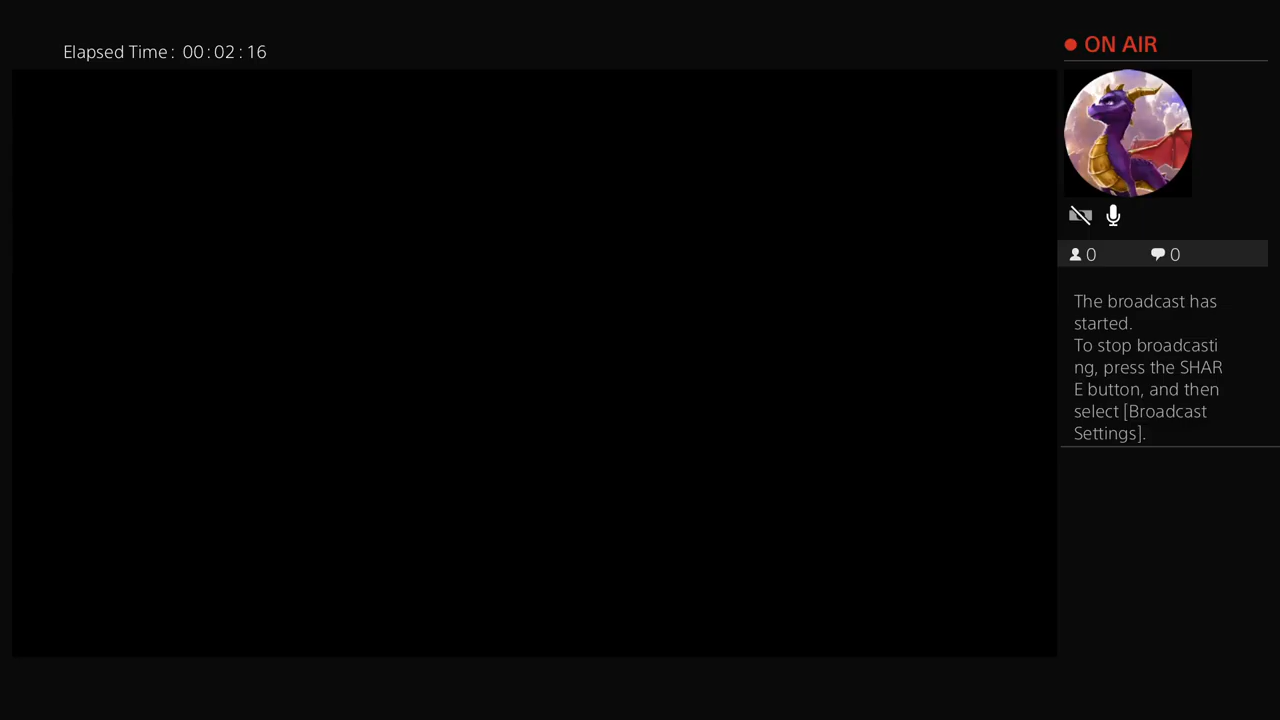 Elapsed Time: 00:02:16
ON AIR
0 0
The broadcast has
started.
To stop broadcasti
ng, press the SHAR
E button, and then
select [Broadcast
Settings].